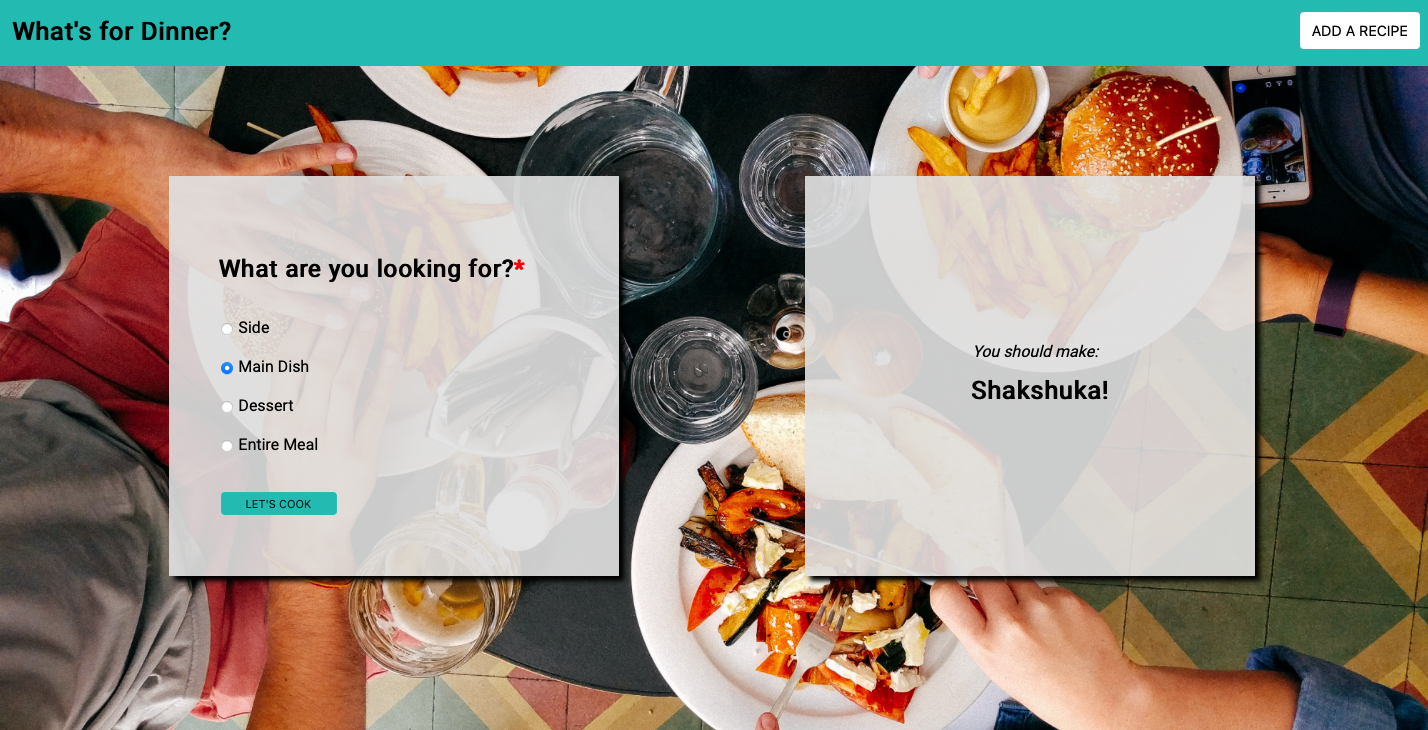 What's for Dinner?
ADD A RECIPE
What are you looking for?*
Side
Main Dish
Dessert
Entire Meal
LET'S COOK
You should make:
Shakshuka!